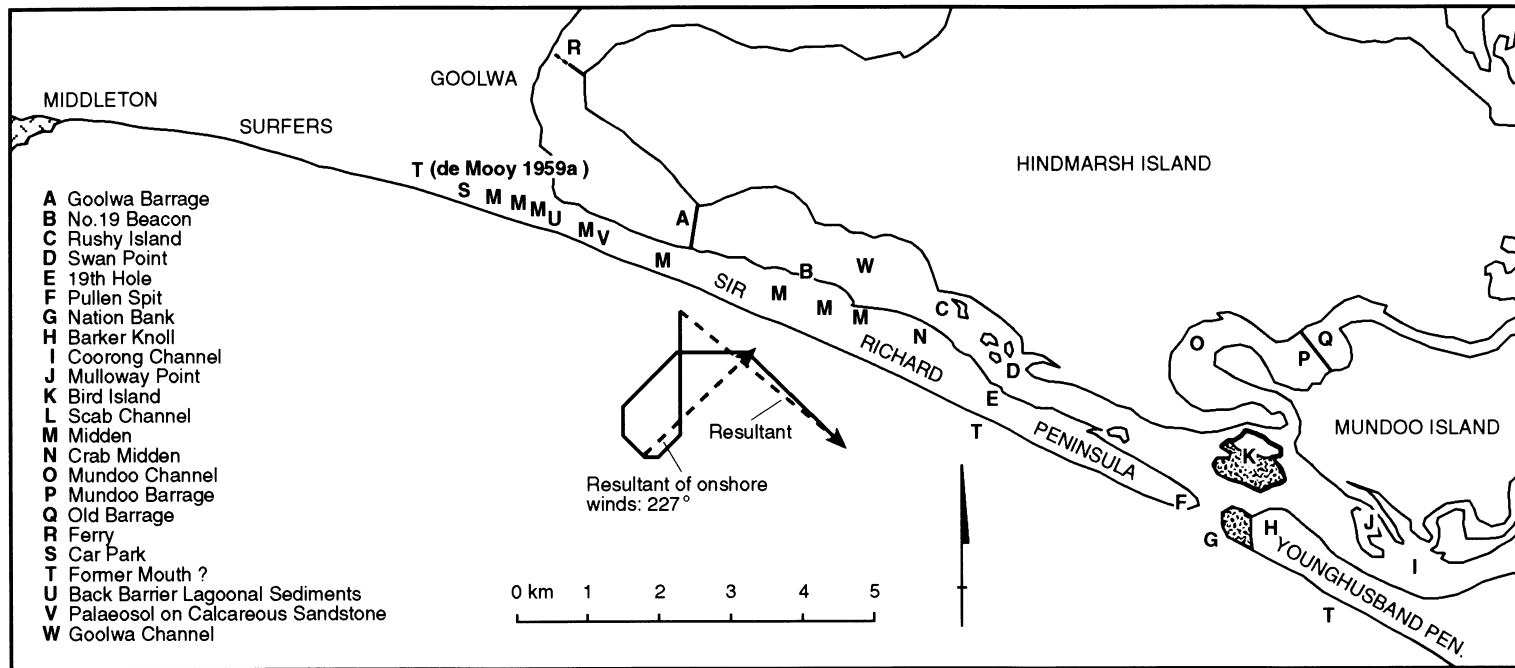 MIDDLETON
SURFERS
GOOLWA
R
HINDMARSH ISLAND
T (de Mooy 1959a )
S M M M U M V M
A
B
W
SIR
M M M
C
N
RICHARD
D
E
T
PENINSULA
O
P
Q
MUNDOO ISLAND
K
F
G
H
J
I
YOUNGHUSBAND PEN.
T
A Goolwa Barrage
B No.19 Beacon
C Rushy Island
D Swan Point
E 19th Hole
F Pullen Spit
G Nation Bank
H Barker Knoll
I Coorong Channel
J Mulloway Point
K Bird Island
L Scab Channel
M Midden
N Crab Midden
O Mundoo Channel
P Mundoo Barrage
Q Old Barrage
R Ferry
S Car Park
T Former Mouth ?
U Back Barrier Lagoonal Sediments
V Palaeosol on Calcareous Sandstone
W Goolwa Channel
Resultant
Resultant of onshore
winds: 227°
0 km 1 2 3 4 5